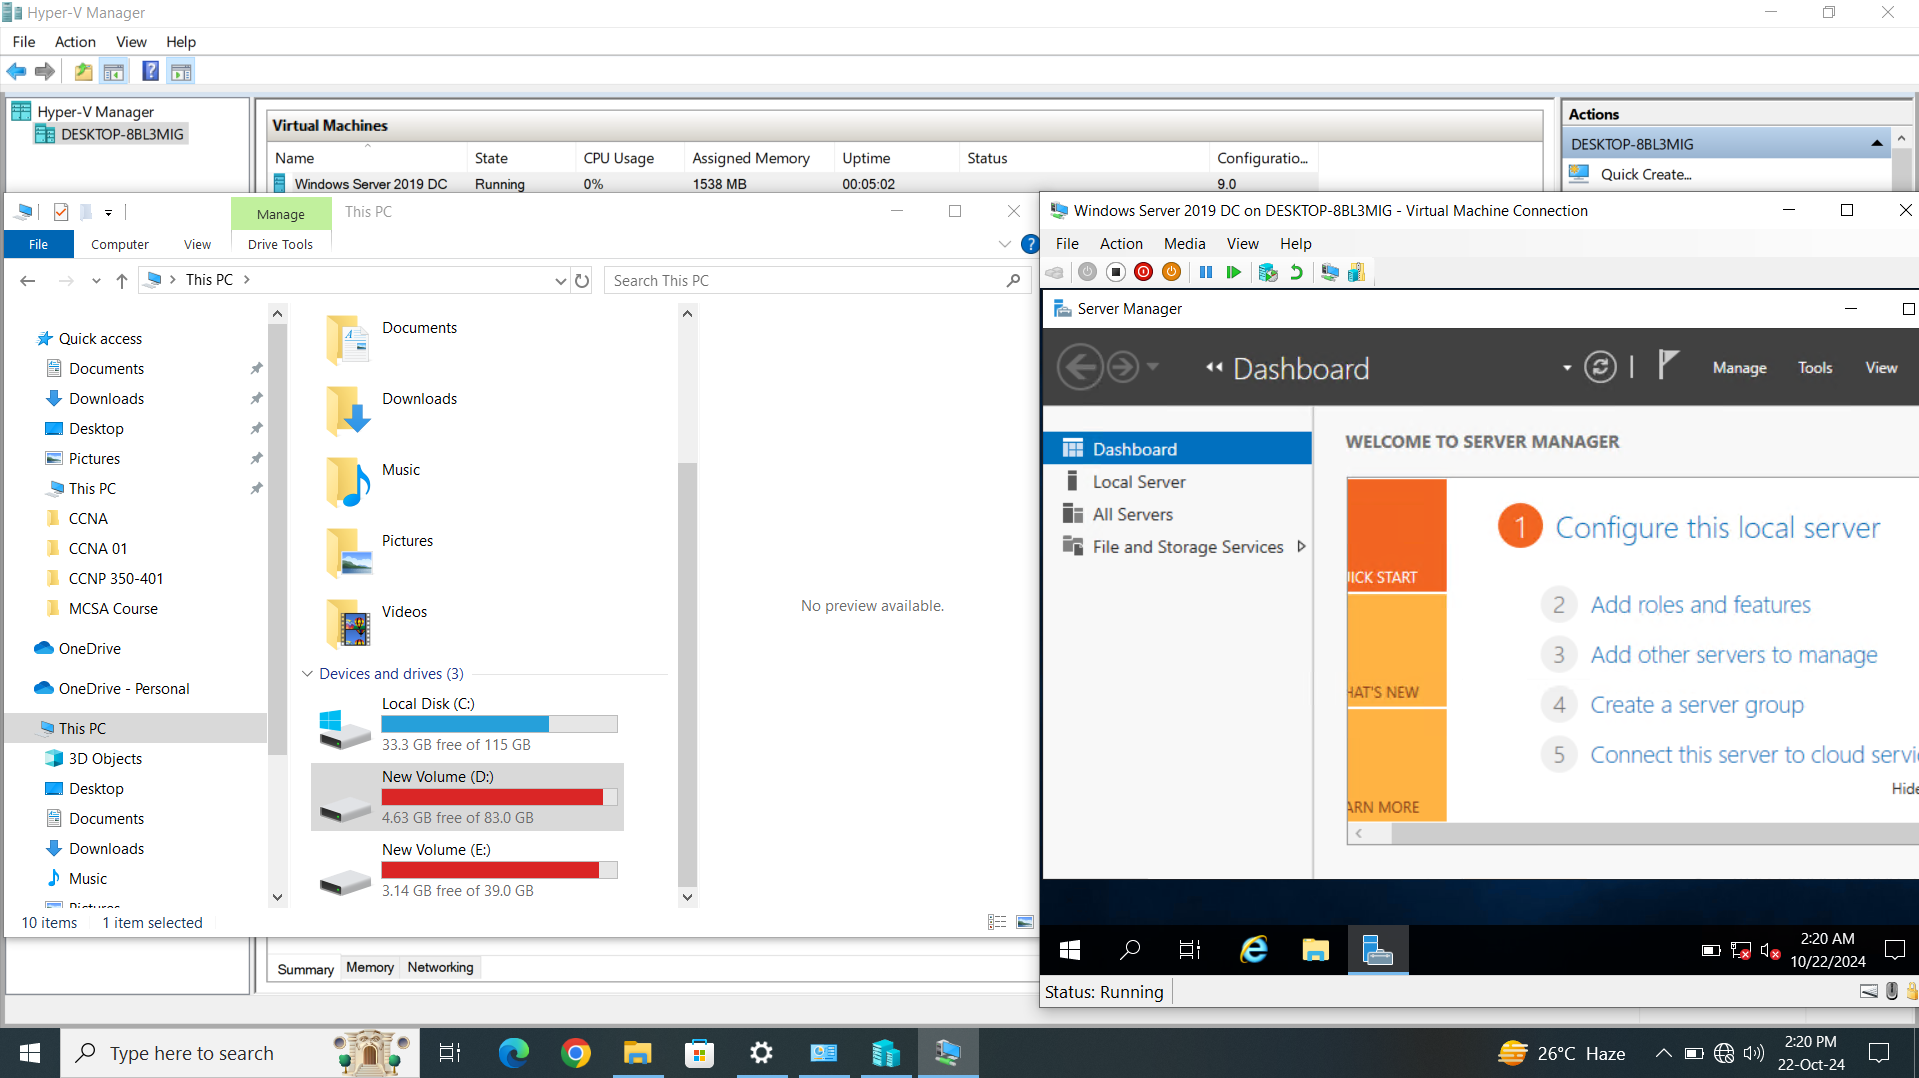 Hyper-V Manager
File Action View Help
Hyper-V Manager
DESKTOP-8BL3MIG
Virtual Machines
Name State CPU Usage Assigned Memory Uptime Status Configuratio...
Windows Server 2019 DC Running 0% 1538 MB 00:05:02 9.0
Actions
DESKTOP-8BL3MIG
Quick Create...
Manage This PC
File Computer View Drive Tools
This PC
Search This PC
Quick access
Documents
Downloads
Desktop
Pictures
This PC
CCNA
CCNA 01
CCNP 350-401
MCSA Course
OneDrive
OneDrive - Personal
This PC
3D Objects
Desktop
Documents
Downloads
Music
Pictures
Documents
Downloads
Music
Pictures
Videos
Devices and drives (3)
Local Disk (C:)
33.3 GB free of 115 GB
New Volume (D:)
4.63 GB free of 83.0 GB
New Volume (E:)
3.14 GB free of 39.0 GB
No preview available.
10 items 1 item selected
Summary Memory Networking
Windows Server 2019 DC on DESKTOP-8BL3MIG - Virtual Machine Connection
File Action Media View Help
Server Manager
Dashboard
Manage Tools View
Dashboard
Local Server
All Servers
File and Storage Services
WELCOME TO SERVER MANAGER
UICK START
HAT'S NEW
ARN MORE
1 Configure this local server
2 Add roles and features
3 Add other servers to manage
4 Create a server group
5 Connect this server to cloud servi
Hide
2:20 AM
10/22/2024
Status: Running
Type here to search
26°C Haze
2:20 PM
22-Oct-24